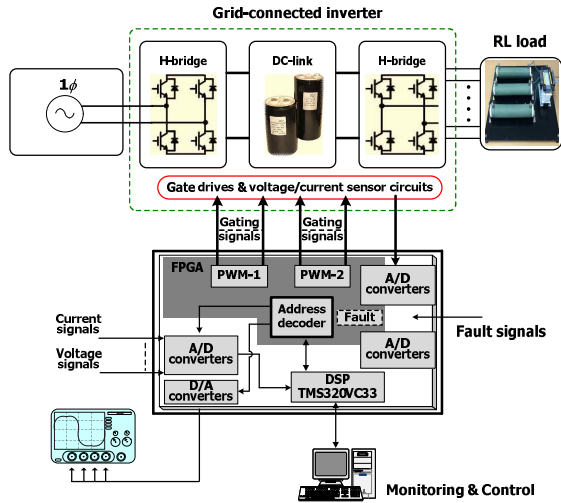 Grid-connected inverter
H-bridge
DC-link
H-bridge
RL load
1ϕ
Gate drives & voltage/current sensor circuits
Gating
signals
Gating
signals
FPGA
PWM-1
PWM-2
A/D
converters
Address
decoder
Fault
Current
signals
Voltage
signals
A/D
converters
A/D
converters
Fault signals
D/A
converters
DSP
TMS320VC33
Monitoring & Control